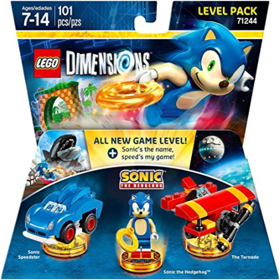 Ages/edades
7-14
101
pcs/pzs
LEVEL PACK
71244
LEGO DIMENSIONS
ALL NEW GAME LEVEL!
+ Sonic's the name,
speed's my game!
SONIC
THE HEDGEHOG
Sonic
Speedster
Sonic the Hedgehog
The Tornado